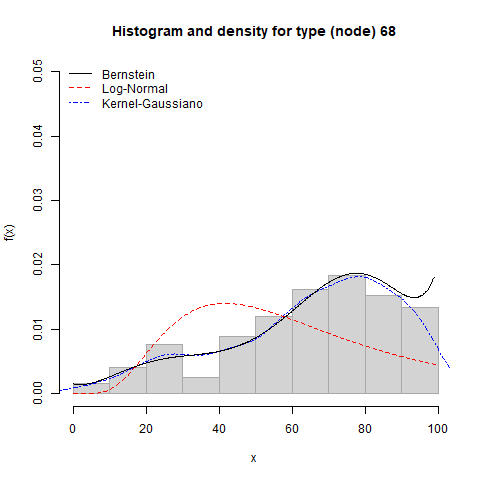 Histogram and density for type (node) 68
Bernstein
Log-Normal
Kernel-Gaussiano
f(x)
0.05
0.04
0.03
0.02
0.01
0.00
0 20 40 60 80 100
x